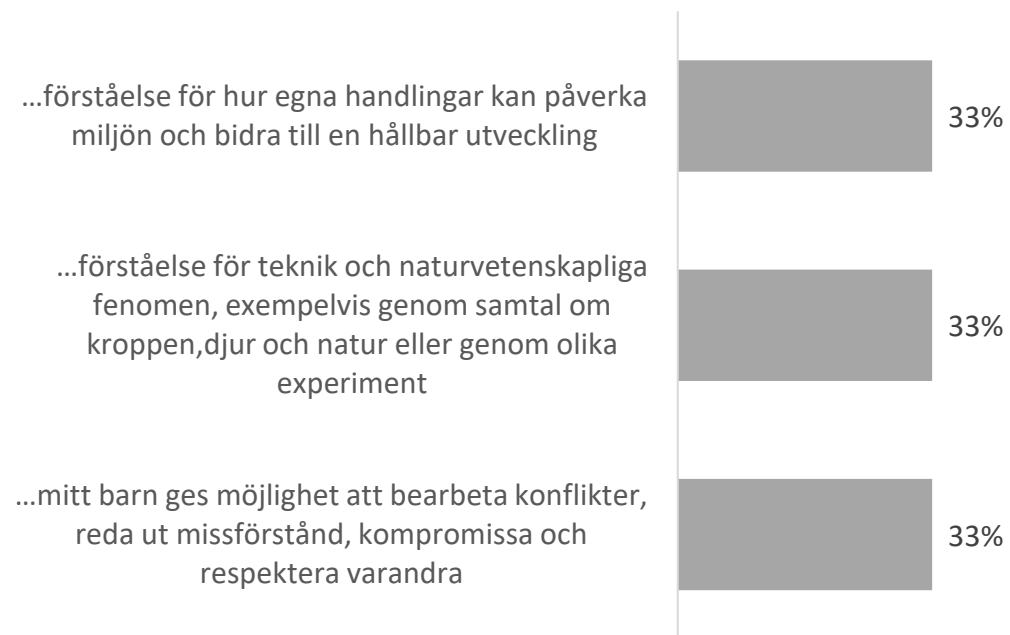 …förståelse för hur egna handlingar kan påverka
miljön och bidra till en hållbar utveckling
33%
…förståelse för teknik och naturvetenskapliga
fenomen, exempelvis genom samtal om
kroppen,djur och natur eller genom olika
experiment
33%
…mitt barn ges möjlighet att bearbeta konflikter,
reda ut missförstånd, kompromissa och
respektera varandra
33%